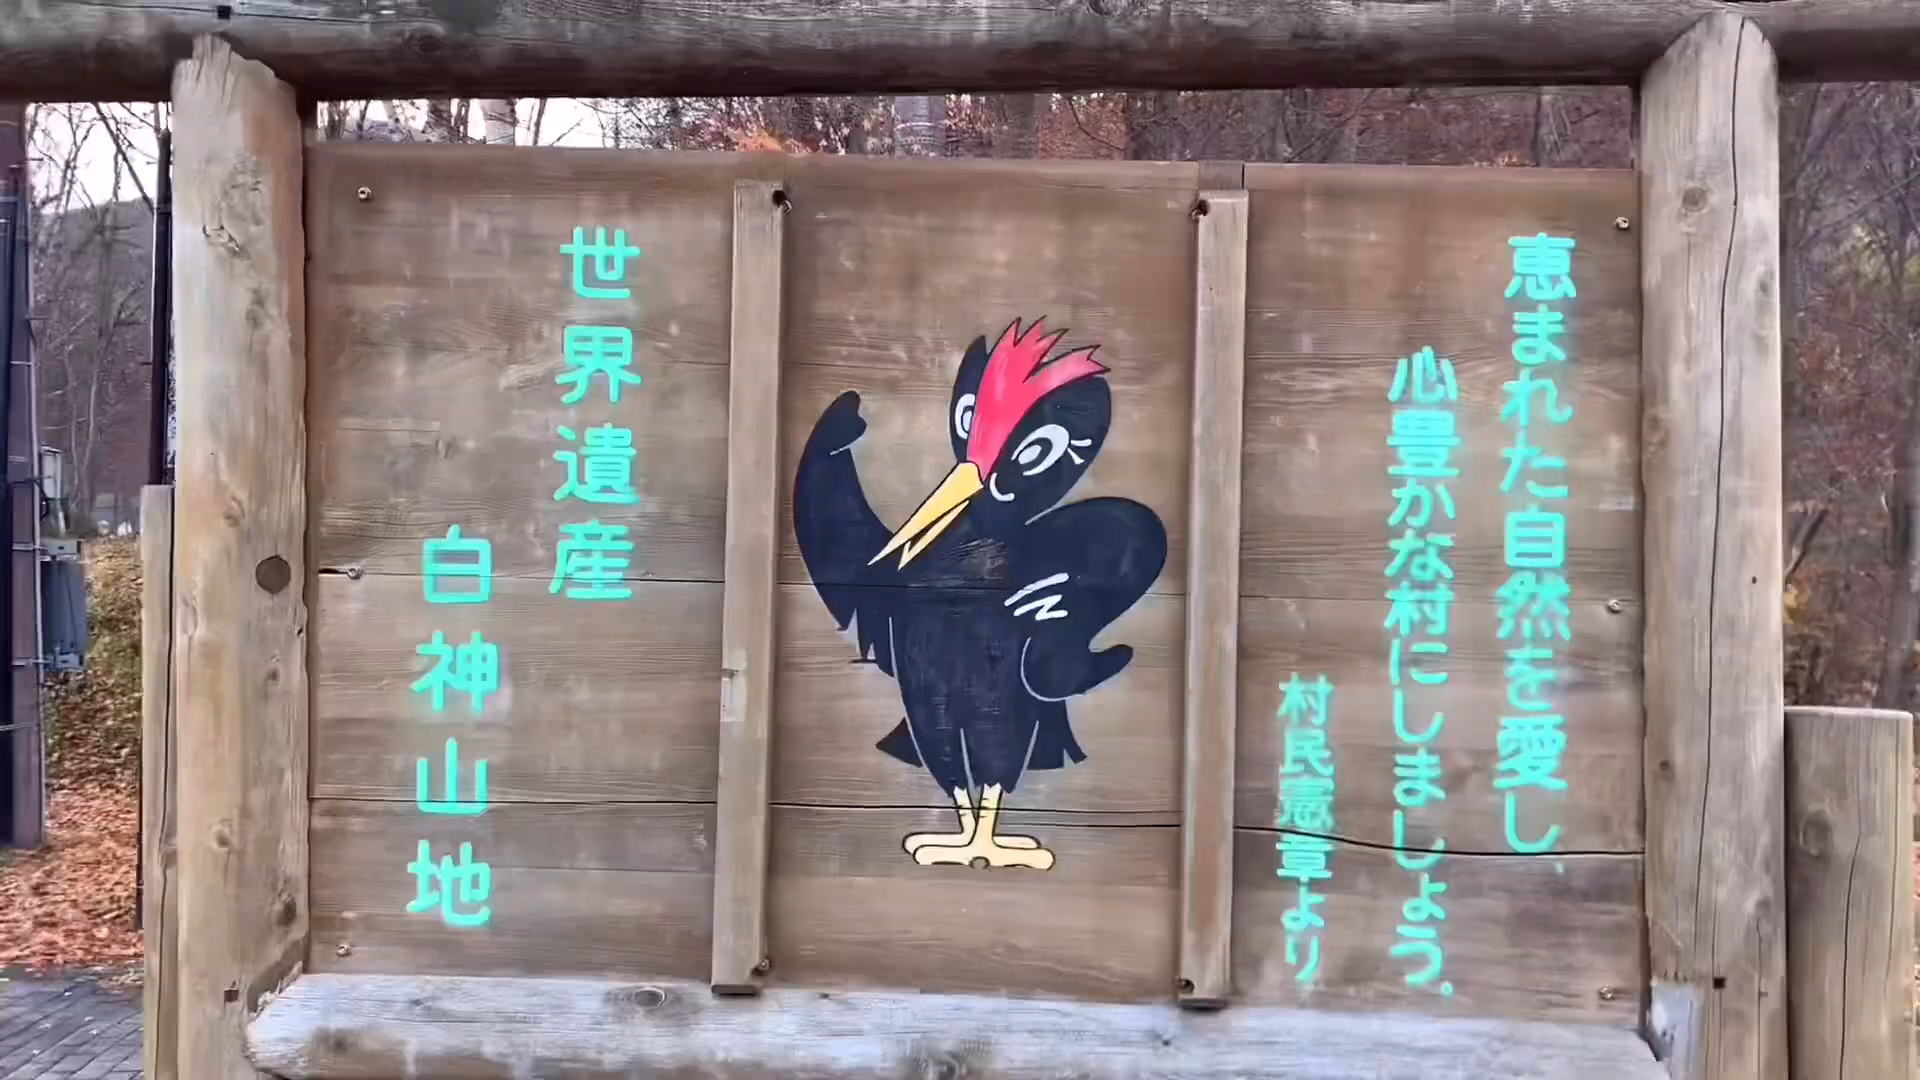 恵まれた自然を愛し、
心豊かな村にしましょう。
村民憲章より
世界遺産
白神山地